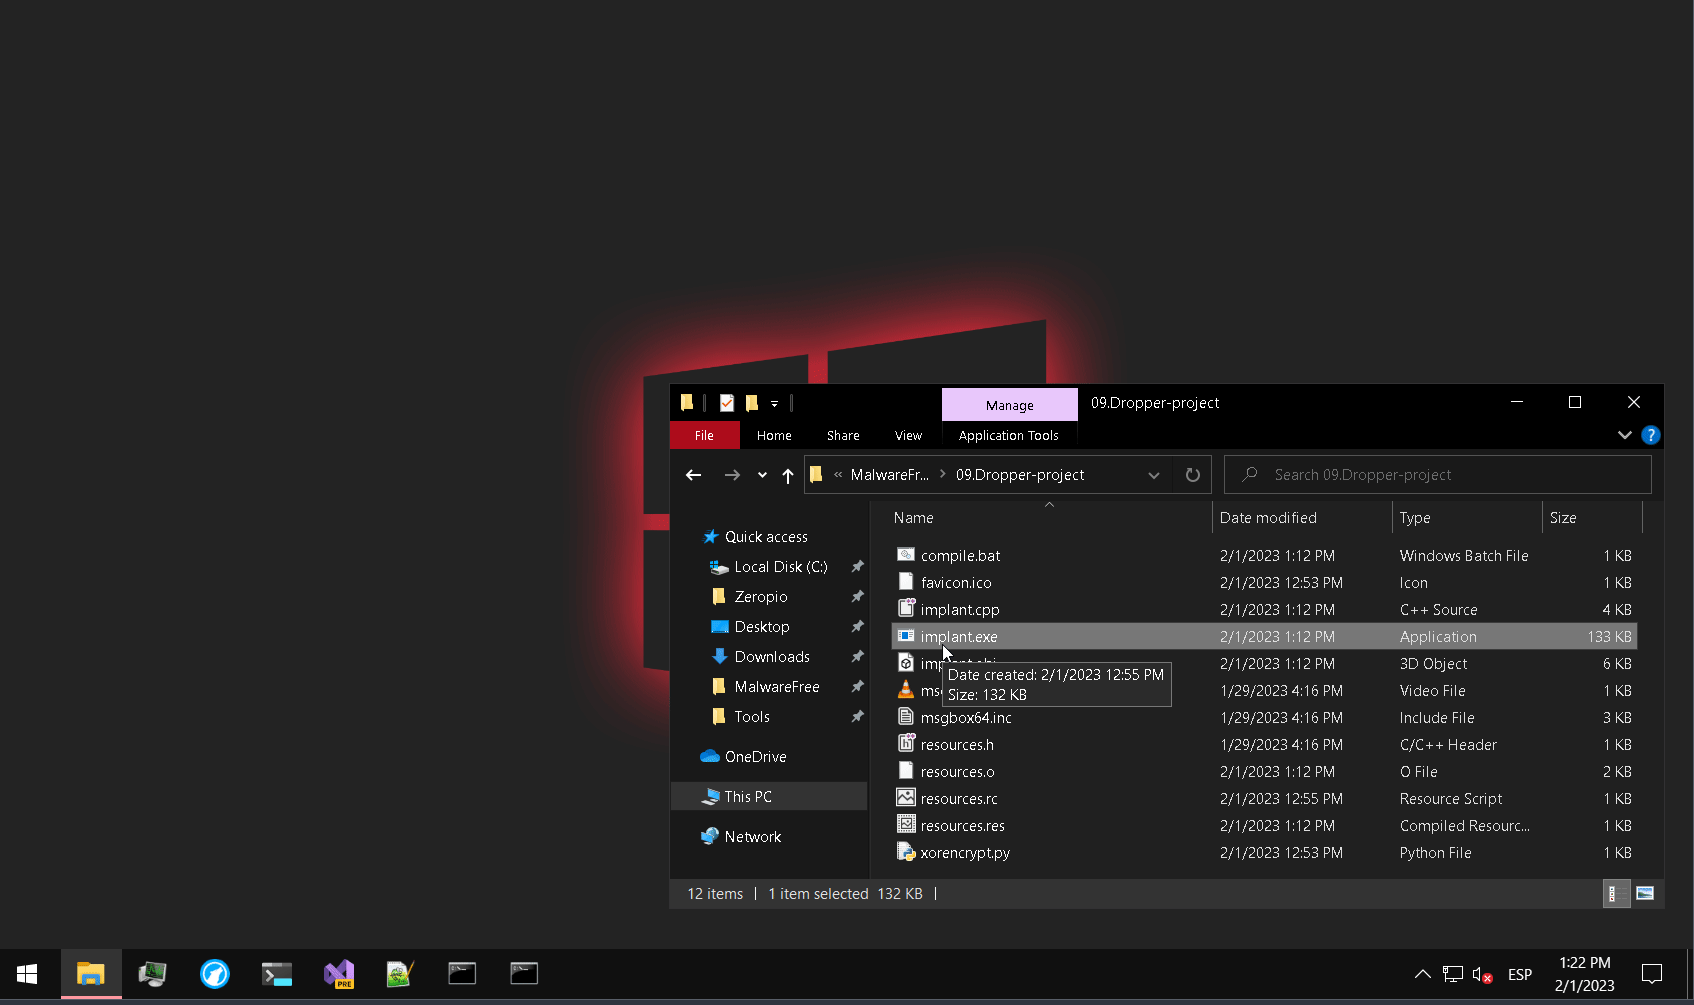 Manage
09.Dropper-project
File
Home
Share
View
Application Tools
?
« MalwareFr... > 09.Dropper-project
Search 09.Dropper-project
Quick access
Local Disk (C:)
Zeropio
Desktop
Downloads
MalwareFree
Tools
OneDrive
This PC
Network
Name Date modified Type Size
compile.bat 2/1/2023 1:12 PM Windows Batch File 1 KB
favicon.ico 2/1/2023 12:53 PM Icon 1 KB
implant.cpp 2/1/2023 1:12 PM C++ Source 4 KB
implant.exe 2/1/2023 1:12 PM Application 133 KB
2/1/2023 1:12 PM 3D Object 6 KB
1/29/2023 4:16 PM Video File 1 KB
msgbox64.inc 1/29/2023 4:16 PM Include File 3 KB
resources.h 1/29/2023 4:16 PM C/C++ Header 1 KB
resources.o 2/1/2023 1:12 PM O File 2 KB
resources.rc 2/1/2023 12:55 PM Resource Script 1 KB
resources.res 2/1/2023 1:12 PM Compiled Resourc... 1 KB
xorencrypt.py 2/1/2023 12:53 PM Python File 1 KB
Date created: 2/1/2023 12:55 PM
Size: 132 KB
12 items 1 item selected 132 KB
PRE
ESP
1:22 PM
2/1/2023